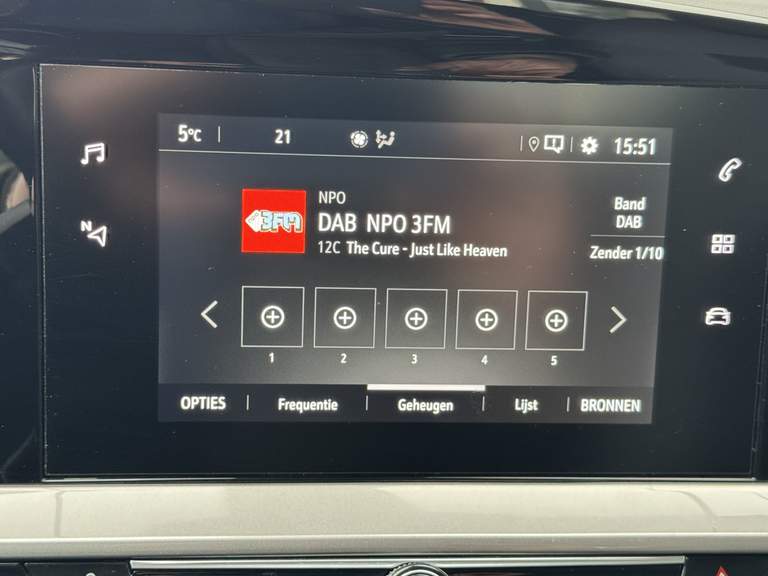 5°C
21
15:51
N
3FM
NPO
DAB NPO 3FM
12C The Cure - Just Like Heaven
Band
DAB
Zender 1/10
1 2 3 4 5
OPTIES Frequentie Geheugen Lijst BRONNEN